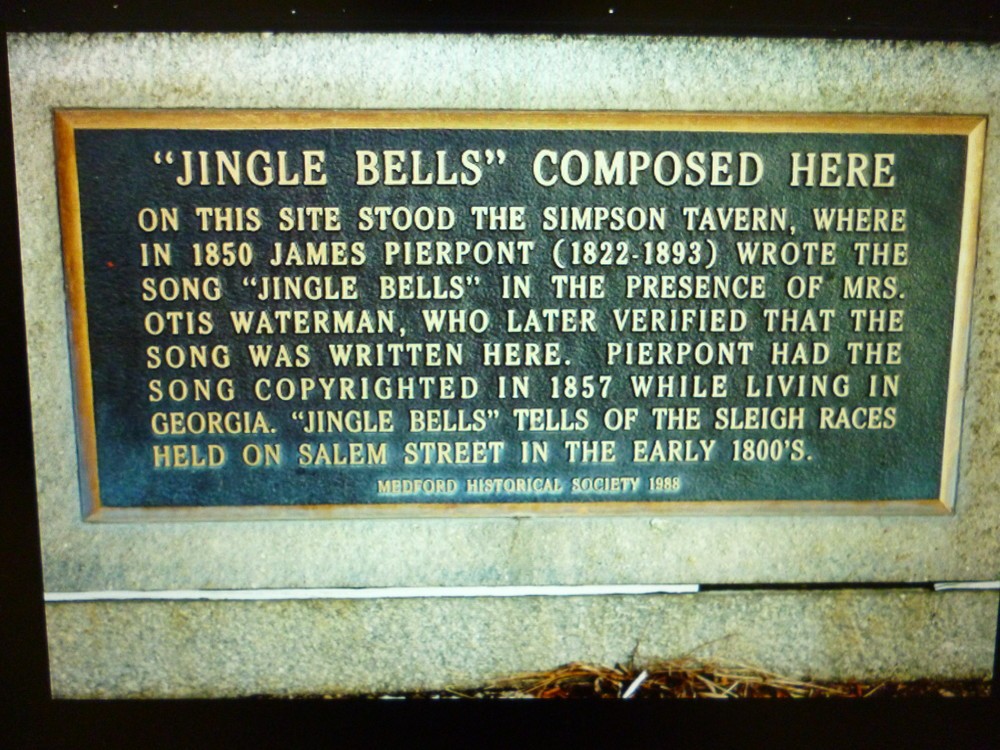 “JINGLE BELLS” COMPOSED HERE
ON THIS SITE STOOD THE SIMPSON TAVERN, WHERE
IN 1850 JAMES PIERPONT (1822-1893) WROTE THE
SONG “JINGLE BELLS” IN THE PRESENCE OF MRS.
OTIS WATERMAN, WHO LATER VERIFIED THAT THE
SONG WAS WRITTEN HERE. PIERPONT HAD THE
SONG COPYRIGHTED IN 1857 WHILE LIVING IN
GEORGIA. “JINGLE BELLS” TELLS OF THE SLEIGH RACES
HELD ON SALEM STREET IN THE EARLY 1800'S.
MEDFORD HISTORICAL SOCIETY 1988